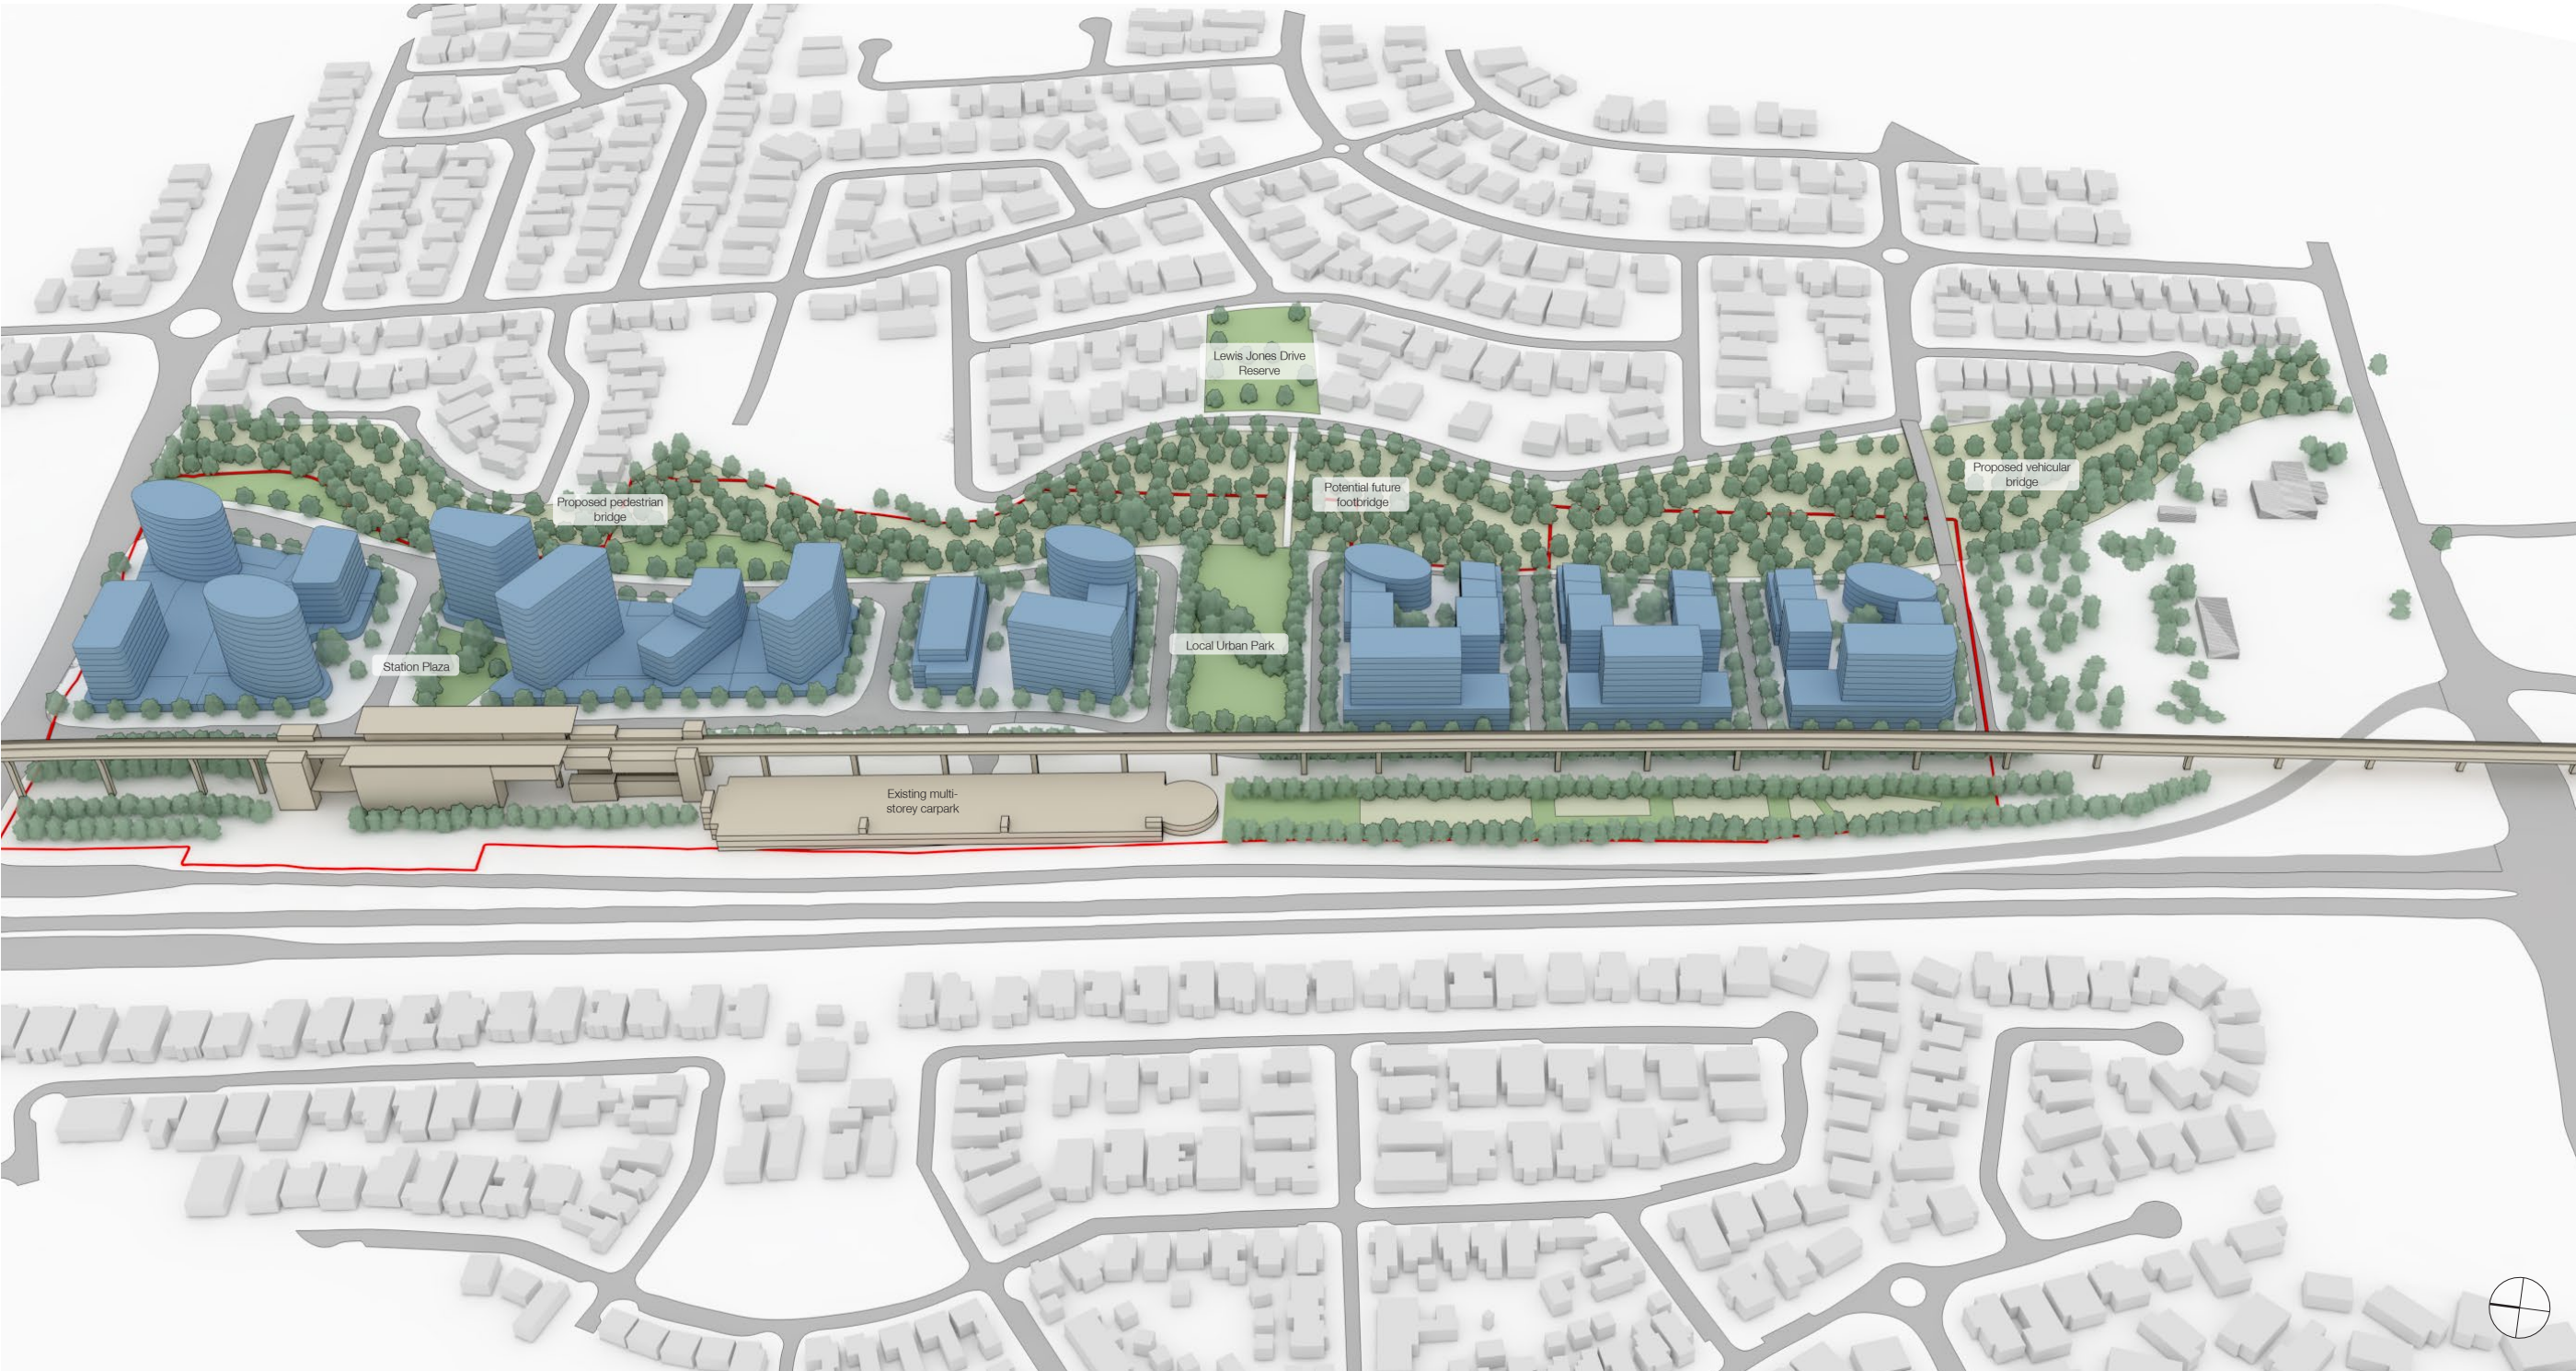 Lewis Jones Drive
Reserve
Proposed vehicular
bridge
Potential future
footbridge
Proposed pedestrian
bridge
Local Urban Park
Station Plaza
Existing multi-
storey carpark